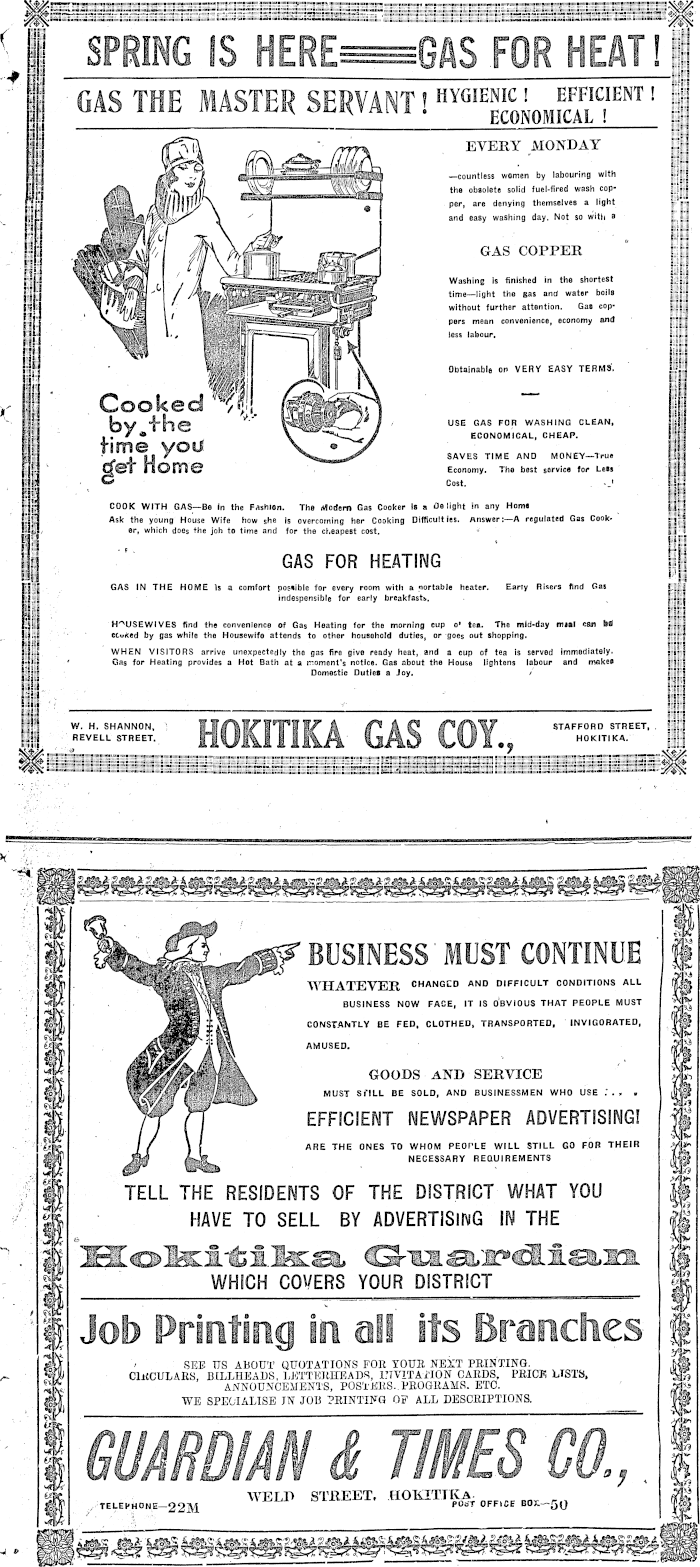 SPRING IS HERE GAS FOR HEAT!
GAS THE MASTER SERVANT! HYGIENIC! EFFICIENT!
ECONOMICAL!
EVERY MONDAY
—countless women by labouring with
the obsolete solid fuel-fired wash cop-
per, are denying themselves a light
and easy washing day. Not so with a
GAS COPPER
Washing is finished in the shortest
time—light the gas and water boils
without further attention. Gas cop-
pers mean convenience, economy and
less labour.
Obtainable on VERY EASY TERMS.
USE GAS FOR WASHING CLEAN,
ECONOMICAL, CHEAP.
SAVES TIME AND MONEY—True
Economy. The best service for Less
Cost.
Cooked
by the
time you
get Home
COOK WITH GAS—Be in the Fashion. The Modern Gas Cooker is a Delight in any Home
Ask the young House Wife how she is overcoming her Cooking Difficulties. Answer:—A regulated Gas Cook-
er, which does the job to time and for the cheapest cost.
GAS FOR HEATING
GAS IN THE HOME is a comfort possible for every room with a portable heater. Early Risers find Gas
indespensible for early breakfasts.
HOUSEWIVES find the convenience of Gas Heating for the morning cup o' tea. The mid-day meal can be
cooked by gas while the Housewife attends to other household duties, or goes out shopping.
WHEN VISITORS arrive unexpectedly the gas fire give ready heat, and a cup of tea is served immediately.
Gas for Heating provides a Hot Bath at a moment's notice. Gas about the House lightens labour and makes
Domestic Duties a Joy.
W. H. SHANNON,
REVELL STREET.
HOKITIKA GAS COY.,
STAFFORD STREET,
HOKITIKA.
BUSINESS MUST CONTINUE
WHATEVER CHANGED AND DIFFICULT CONDITIONS ALL
BUSINESS NOW FACE, IT IS OBVIOUS THAT PEOPLE MUST
CONSTANTLY BE FED, CLOTHED, TRANSPORTED, INVIGORATED,
AMUSED.
GOODS AND SERVICE
MUST STILL BE SOLD, AND BUSINESSMEN WHO USE . . . .
EFFICIENT NEWSPAPER ADVERTISING!
ARE THE ONES TO WHOM PEOPLE WILL STILL GO FOR THEIR
NECESSARY REQUIREMENTS
TELL THE RESIDENTS OF THE DISTRICT WHAT YOU
HAVE TO SELL BY ADVERTISING IN THE
Hokitika Guardian
WHICH COVERS YOUR DISTRICT
Job Printing in all its Branches
SEE US ABOUT QUOTATIONS FOR YOUR NEXT PRINTING.
CIRCULARS, BILLHEADS, LETTERHEADS, INVITATION CARDS, PRICE LISTS,
ANNOUNCEMENTS, POSTERS. PROGRAMS. ETC.
WE SPECIALISE IN JOB PRINTING OF ALL DESCRIPTIONS.
GUARDIAN & TIMES CO.,
WELD STREET, HOKITIKA.
TELEPHONE—22M
POST OFFICE BOX—50